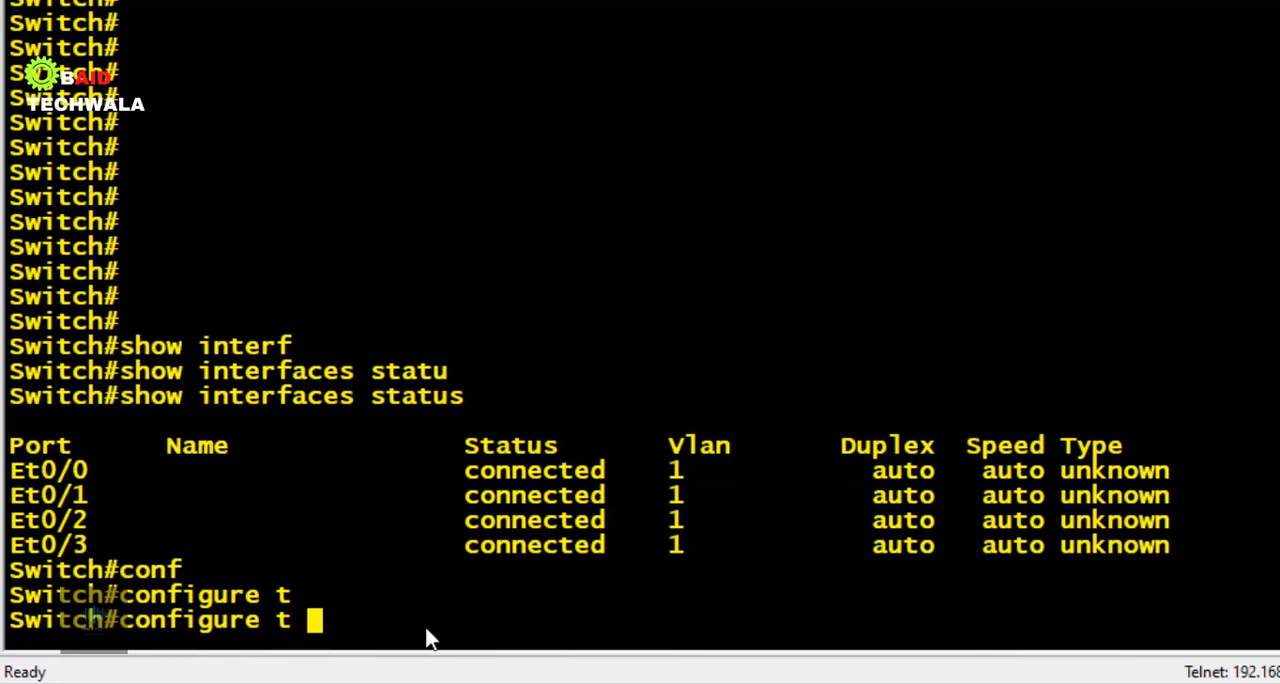 Switch#
Switch#
Switch#
Switch#
BAID
Switch#
TECHWALA
Switch#
Switch#
Switch#
Switch#
Switch#
Switch#
Switch#
Switch#
Switch#
Switch#show interf
Switch#show interfaces statu
Switch#show interfaces status
Port Name Status Vlan Duplex Speed Type
Et0/0 connected 1 auto auto unknown
Et0/1 connected 1 auto auto unknown
Et0/2 connected 1 auto auto unknown
Et0/3 connected 1 auto auto unknown
Switch#conf
Switch#configure t
Switch#configure t
Ready Telnet: 192.168